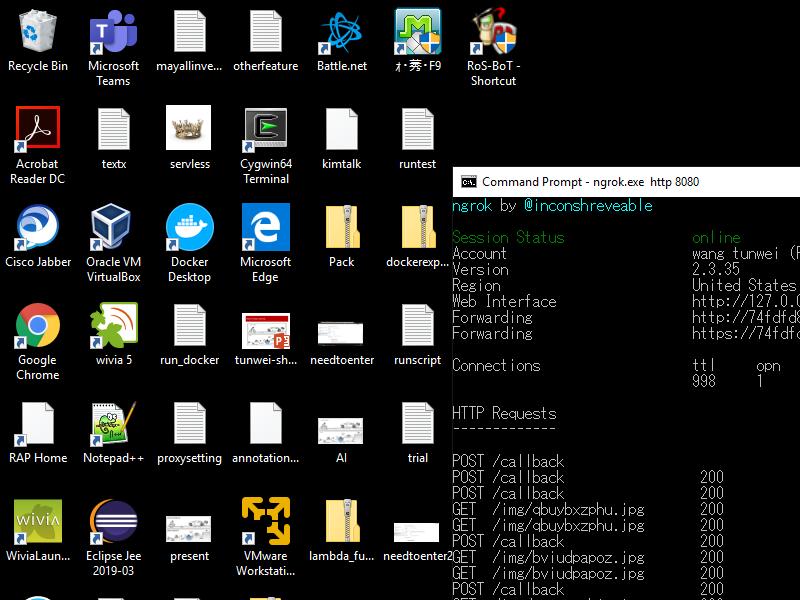 Recycle Bin
Microsoft
Teams
mayallinve...
otherfeature
Battle.net
ｵ・莠・F9
RoS-BoT -
Shortcut
Acrobat
Reader DC
textx
servless
Cygwin64
Terminal
kimtalk
runtest
Cisco Jabber
Oracle VM
VirtualBox
Docker
Desktop
Microsoft
Edge
Pack
dockerexp...
Google
Chrome
wivia 5
run_docker
tunwei-sh...
needtoenter
runscript
RAP Home
Notepad++
proxysetting
annotation...
AI
trial
wivia
WiviaLaun...
Eclipse Jee
2019-03
present
VMware
Workstati...
lambda_fu...
needtoenter2
Command Prompt - ngrok.exe http 8080
ngrok by @inconshreveable
Session Status online
Account wang tunwei (
Version 2.3.35
Region United States
Web Interface http://127.0.0
Forwarding http://74fdfd8
Forwarding https://74fdfd
Connections ttl opn
998 1
HTTP Requests
-------------
POST /callback
POST /callback 200
POST /callback 200
GET /img/qbuybxzphu.jpg 200
GET /img/qbuybxzphu.jpg 200
POST /callback 200
GET /img/bviudpapoz.jpg 200
GET /img/bviudpapoz.jpg 200
POST /callback 200